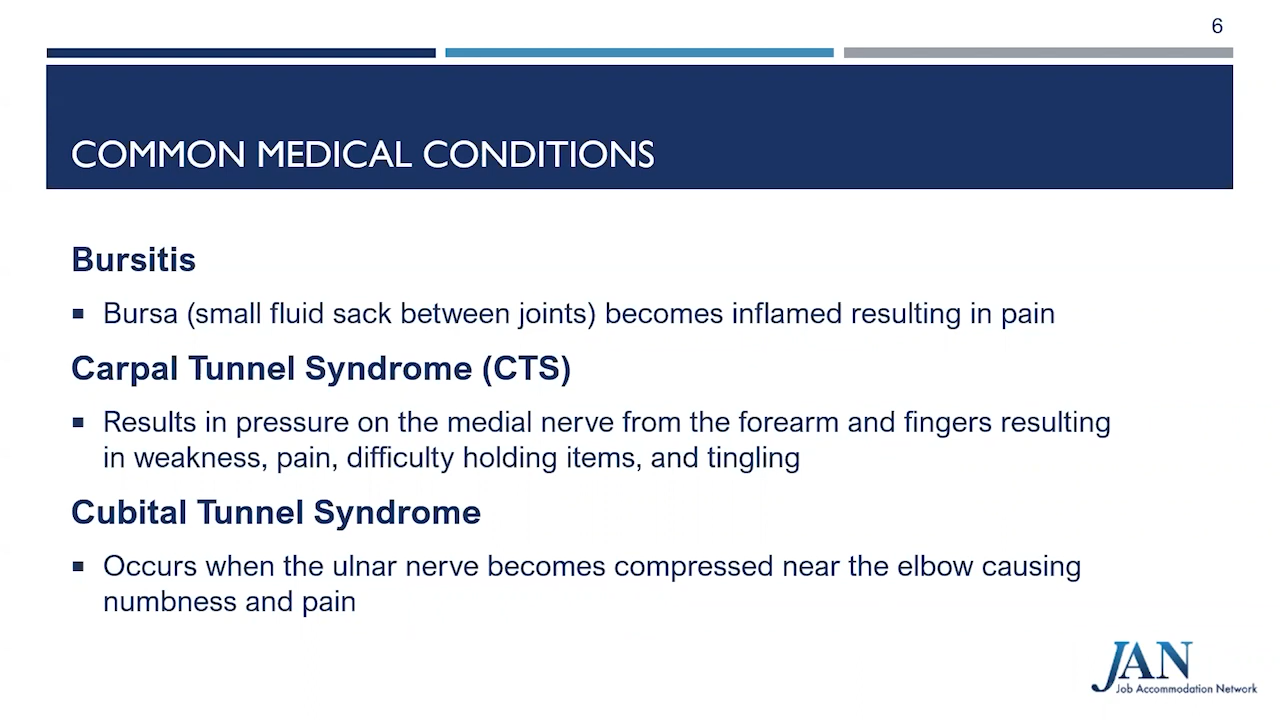 6
COMMON MEDICAL CONDITIONS
Bursitis
▪ Bursa (small fluid sack between joints) becomes inflamed resulting in pain
Carpal Tunnel Syndrome (CTS)
▪ Results in pressure on the medial nerve from the forearm and fingers resulting
in weakness, pain, difficulty holding items, and tingling
Cubital Tunnel Syndrome
▪ Occurs when the ulnar nerve becomes compressed near the elbow causing
numbness and pain
JAN
Job Accommodation Network